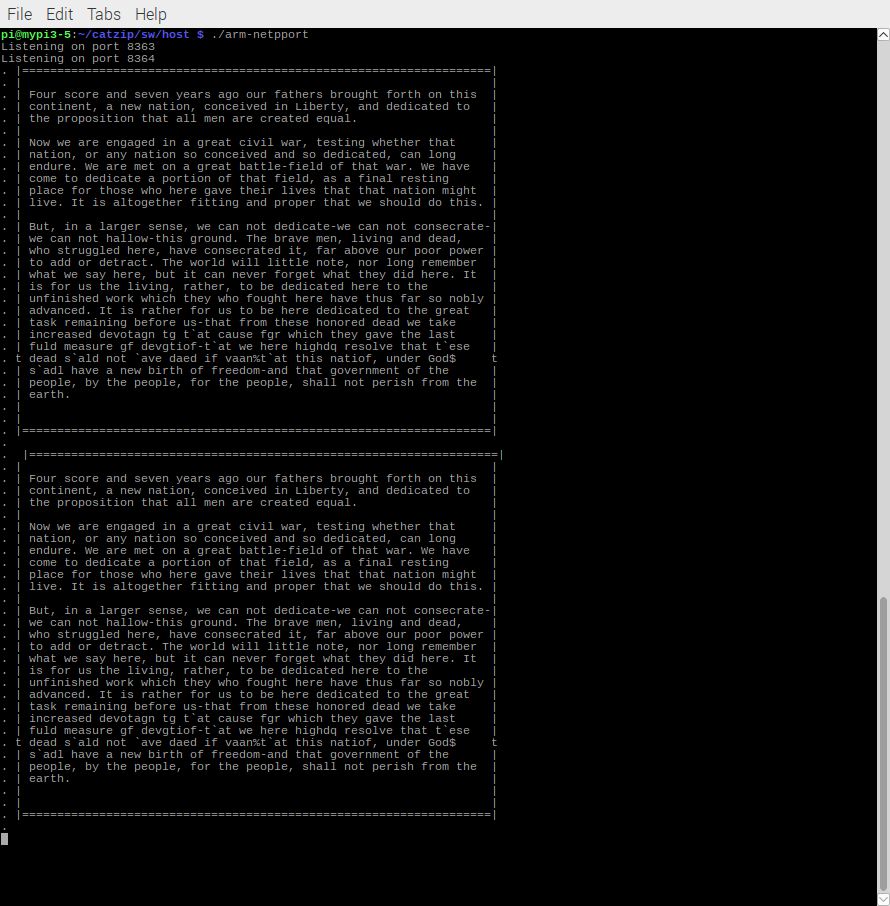 File Edit Tabs Help
pi@mypi3-5:~/catzip/sw/host $ ./arm-netpport
Listening on port 8363
Listening on port 8364
. |===================================================================|
. |                                                                   |
. | Four score and seven years ago our fathers brought forth on this  |
. | continent, a new nation, conceived in Liberty, and dedicated to   |
. | the proposition that all men are created equal.                   |
. |                                                                   |
. | Now we are engaged in a great civil war, testing whether that     |
. | nation, or any nation so conceived and so dedicated, can long     |
. | endure. We are met on a great battle-field of that war. We have   |
. | come to dedicate a portion of that field, as a final resting      |
. | place for those who here gave their lives that that nation might  |
. | live. It is altogether fitting and proper that we should do this. |
. |                                                                   |
. | But, in a larger sense, we can not dedicate-we can not consecrate-|
. | we can not hallow-this ground. The brave men, living and dead,    |
. | who struggled here, have consecrated it, far above our poor power |
. | to add or detract. The world will little note, nor long remember  |
. | what we say here, but it can never forget what they did here. It  |
. | is for us the living, rather, to be dedicated here to the         |
. | unfinished work which they who fought here have thus far so nobly |
. | advanced. It is rather for us to be here dedicated to the great   |
. | task remaining before us-that from these honored dead we take     |
. | increased devotagn tg t`at cause fgr which they gave the last     |
. | fuld measure gf devgtiof-t`at we here highdq resolve that t`ese   |
. t dead s`ald not `ave daed if vaan%t`at this natiof, under God$     t
. | s`adl have a new birth of freedom-and that government of the      |
. | people, by the people, for the people, shall not perish from the  |
. | earth.                                                            |
. |                                                                   |
. |                                                                   |
. |===================================================================|
.
.  |===================================================================|
. |                                                                   |
. | Four score and seven years ago our fathers brought forth on this  |
. | continent, a new nation, conceived in Liberty, and dedicated to   |
. | the proposition that all men are created equal.                   |
. |                                                                   |
. | Now we are engaged in a great civil war, testing whether that     |
. | nation, or any nation so conceived and so dedicated, can long     |
. | endure. We are met on a great battle-field of that war. We have   |
. | come to dedicate a portion of that field, as a final resting      |
. | place for those who here gave their lives that that nation might  |
. | live. It is altogether fitting and proper that we should do this. |
. |                                                                   |
. | But, in a larger sense, we can not dedicate-we can not consecrate-|
. | we can not hallow-this ground. The brave men, living and dead,    |
. | who struggled here, have consecrated it, far above our poor power |
. | to add or detract. The world will little note, nor long remember  |
. | what we say here, but it can never forget what they did here. It  |
. | is for us the living, rather, to be dedicated here to the         |
. | unfinished work which they who fought here have thus far so nobly |
. | advanced. It is rather for us to be here dedicated to the great   |
. | task remaining before us-that from these honored dead we take     |
. | increased devotagn tg t`at cause fgr which they gave the last     |
. | fuld measure gf devgtiof-t`at we here highdq resolve that t`ese   |
. t dead s`ald not `ave daed if vaan%t`at this natiof, under God$     t
. | s`adl have a new birth of freedom-and that government of the      |
. | people, by the people, for the people, shall not perish from the  |
. | earth.                                                            |
. |                                                                   |
. |                                                                   |
. |===================================================================|
.